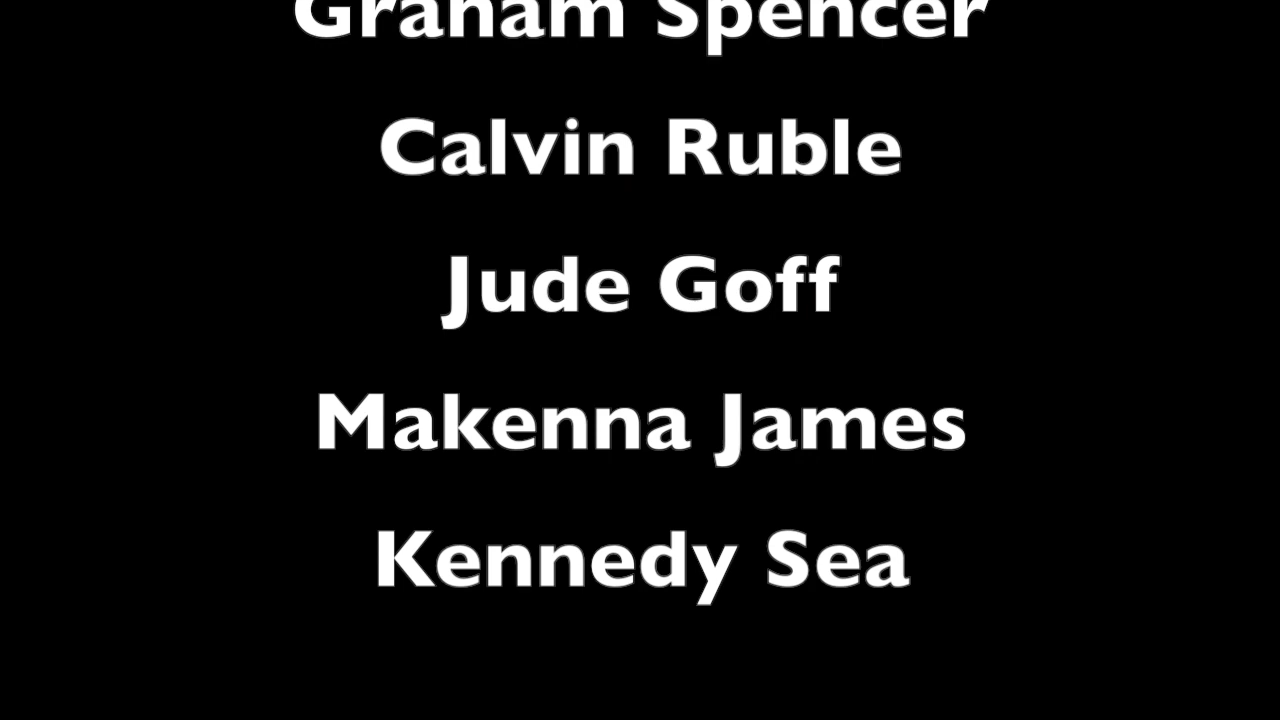 Graham Spencer
Calvin Ruble
Jude Goff
Makenna James
Kennedy Sea